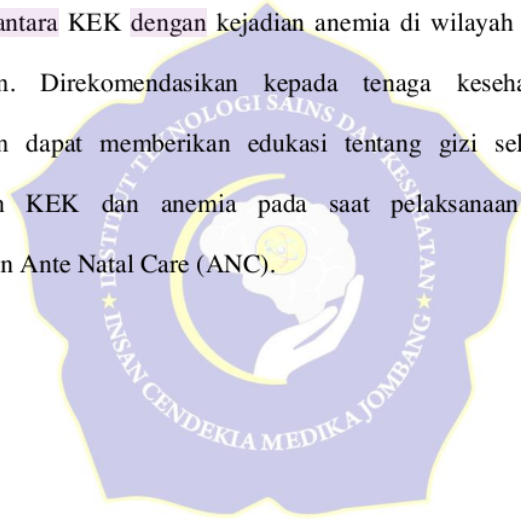 antara KEK dengan kejadian anemia di wilayah
n. Direkomendasikan kepada tenaga keseha
n dapat memberikan edukasi tentang gizi sel
n KEK dan anemia pada saat pelaksanaan
n Ante Natal Care (ANC).
INSTITUT TEKNOLOGI SAINS DAN KESEHATAN
INSAN CENDEKIA MEDIKA JOMBANG